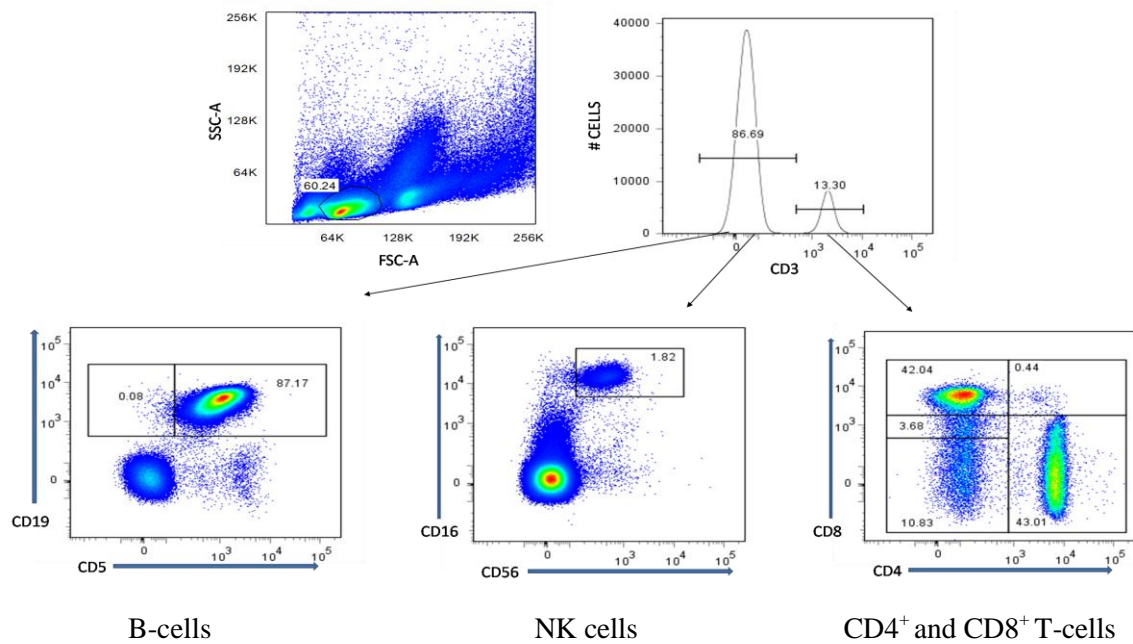 256K
192K
128K
64K
SSC-A
60.24
64K 128K 192K 256K
FSC-A
40000
30000
20000
10000
0
# CELLS
86.69
13.30
0 10³ 10⁴ 10⁵
CD3
10⁵
10⁴
10³
0
CD19
0.08
87.17
0 10³ 10⁴ 10⁵
CD5
10⁵
10⁴
10³
0
CD16
1.82
0 10³ 10⁴ 10⁵
CD56
10⁵
10⁴
10³
0
CD8
42.04
0.44
3.68
10.83
43.01
0 10³ 10⁴ 10⁵
CD4
B-cells
NK cells
CD4⁺ and CD8⁺ T-cells